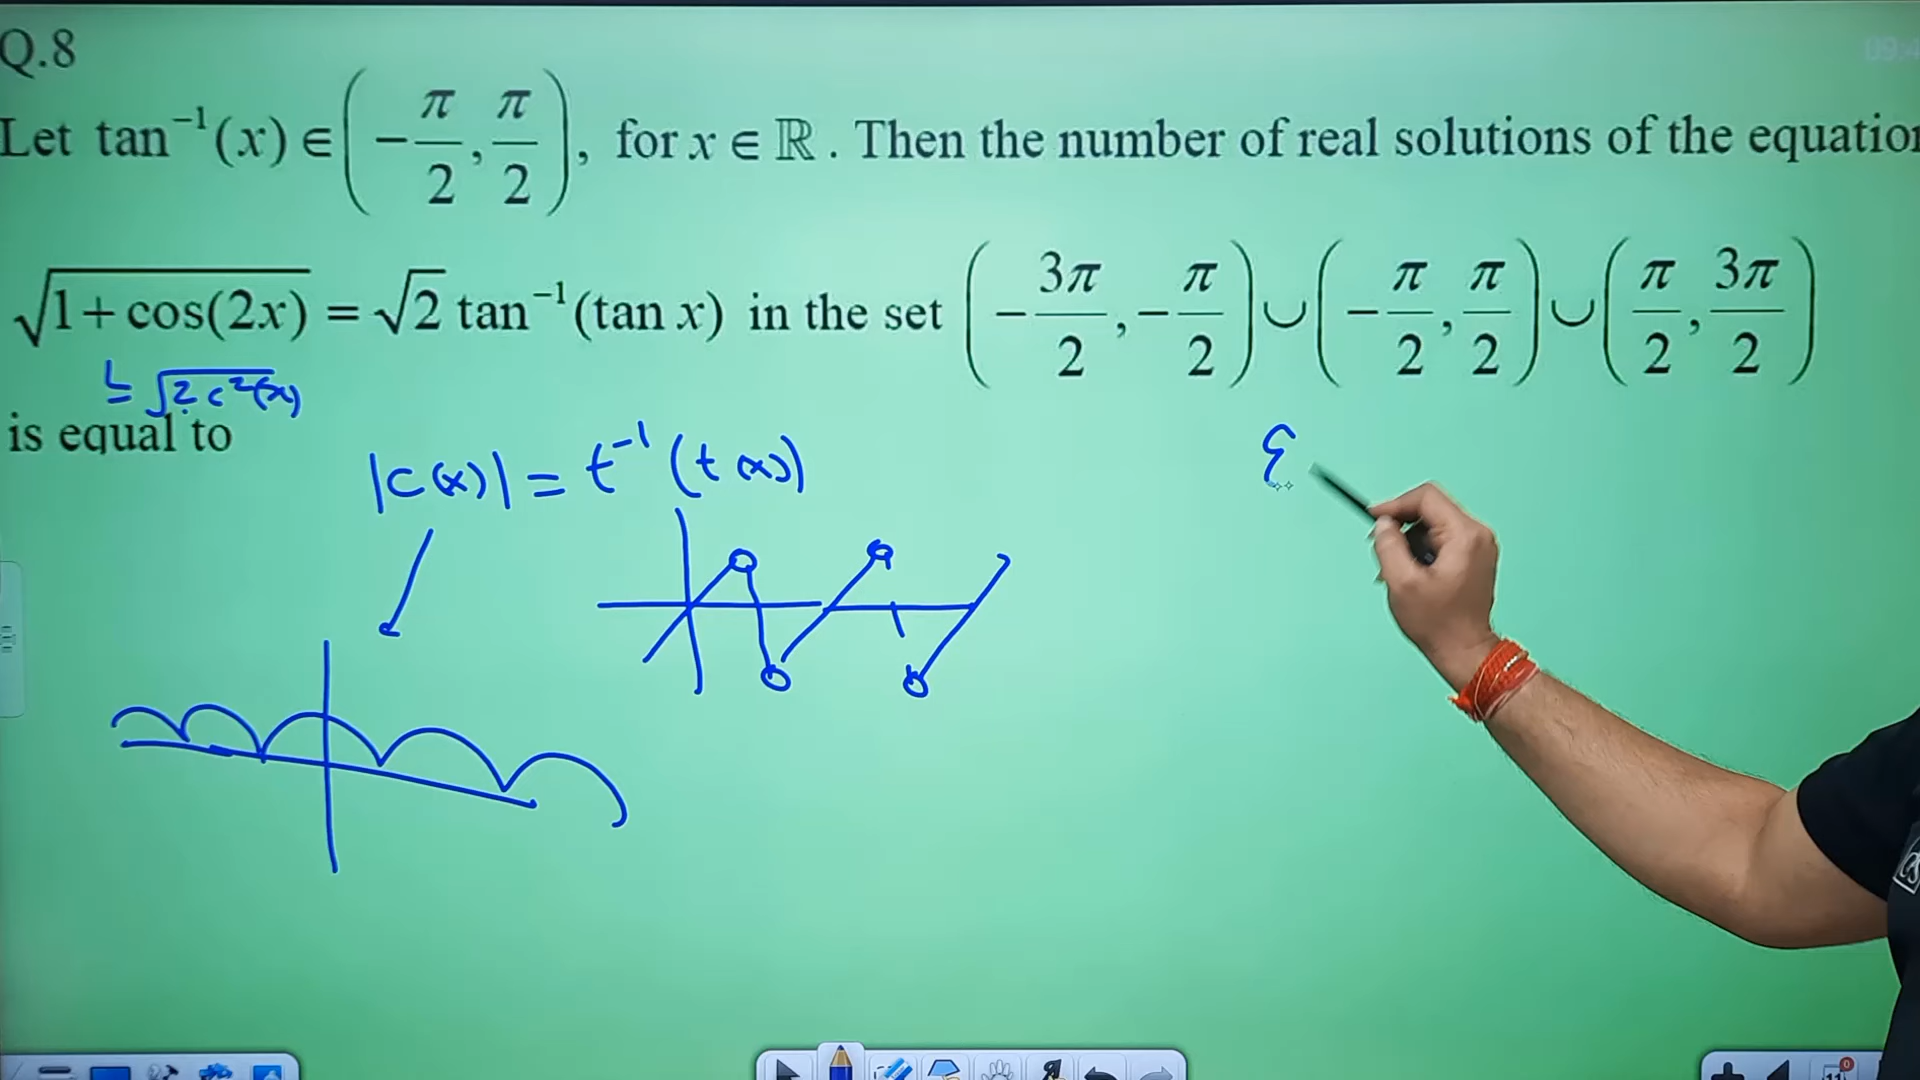 Q.8
Let tan⁻¹(x) ∈ (−π/2, π/2), for x ∈ ℝ. Then the number of real solutions of the equation
√(1+cos(2x)) = √2 tan⁻¹(tan x) in the set (−3π/2, −π/2) ∪ (−π/2, π/2) ∪ (π/2, 3π/2)
↳ √(2c²(x))
is equal to
|c(x)| = t⁻¹(t(x))